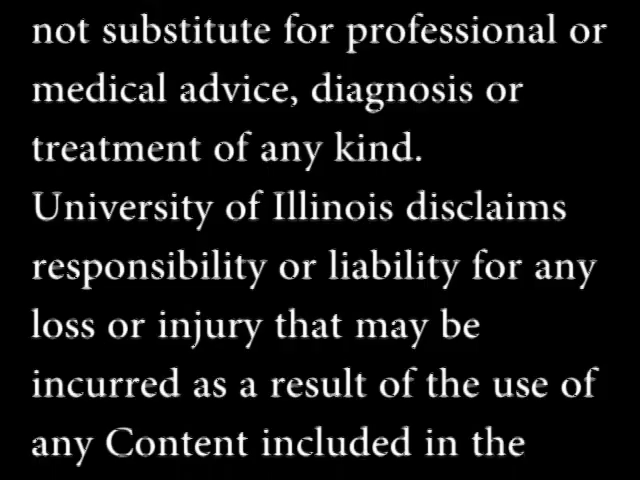 not substitute for professional or
medical advice, diagnosis or
treatment of any kind.
University of Illinois disclaims
responsibility or liability for any
loss or injury that may be
incurred as a result of the use of
any Content included in the